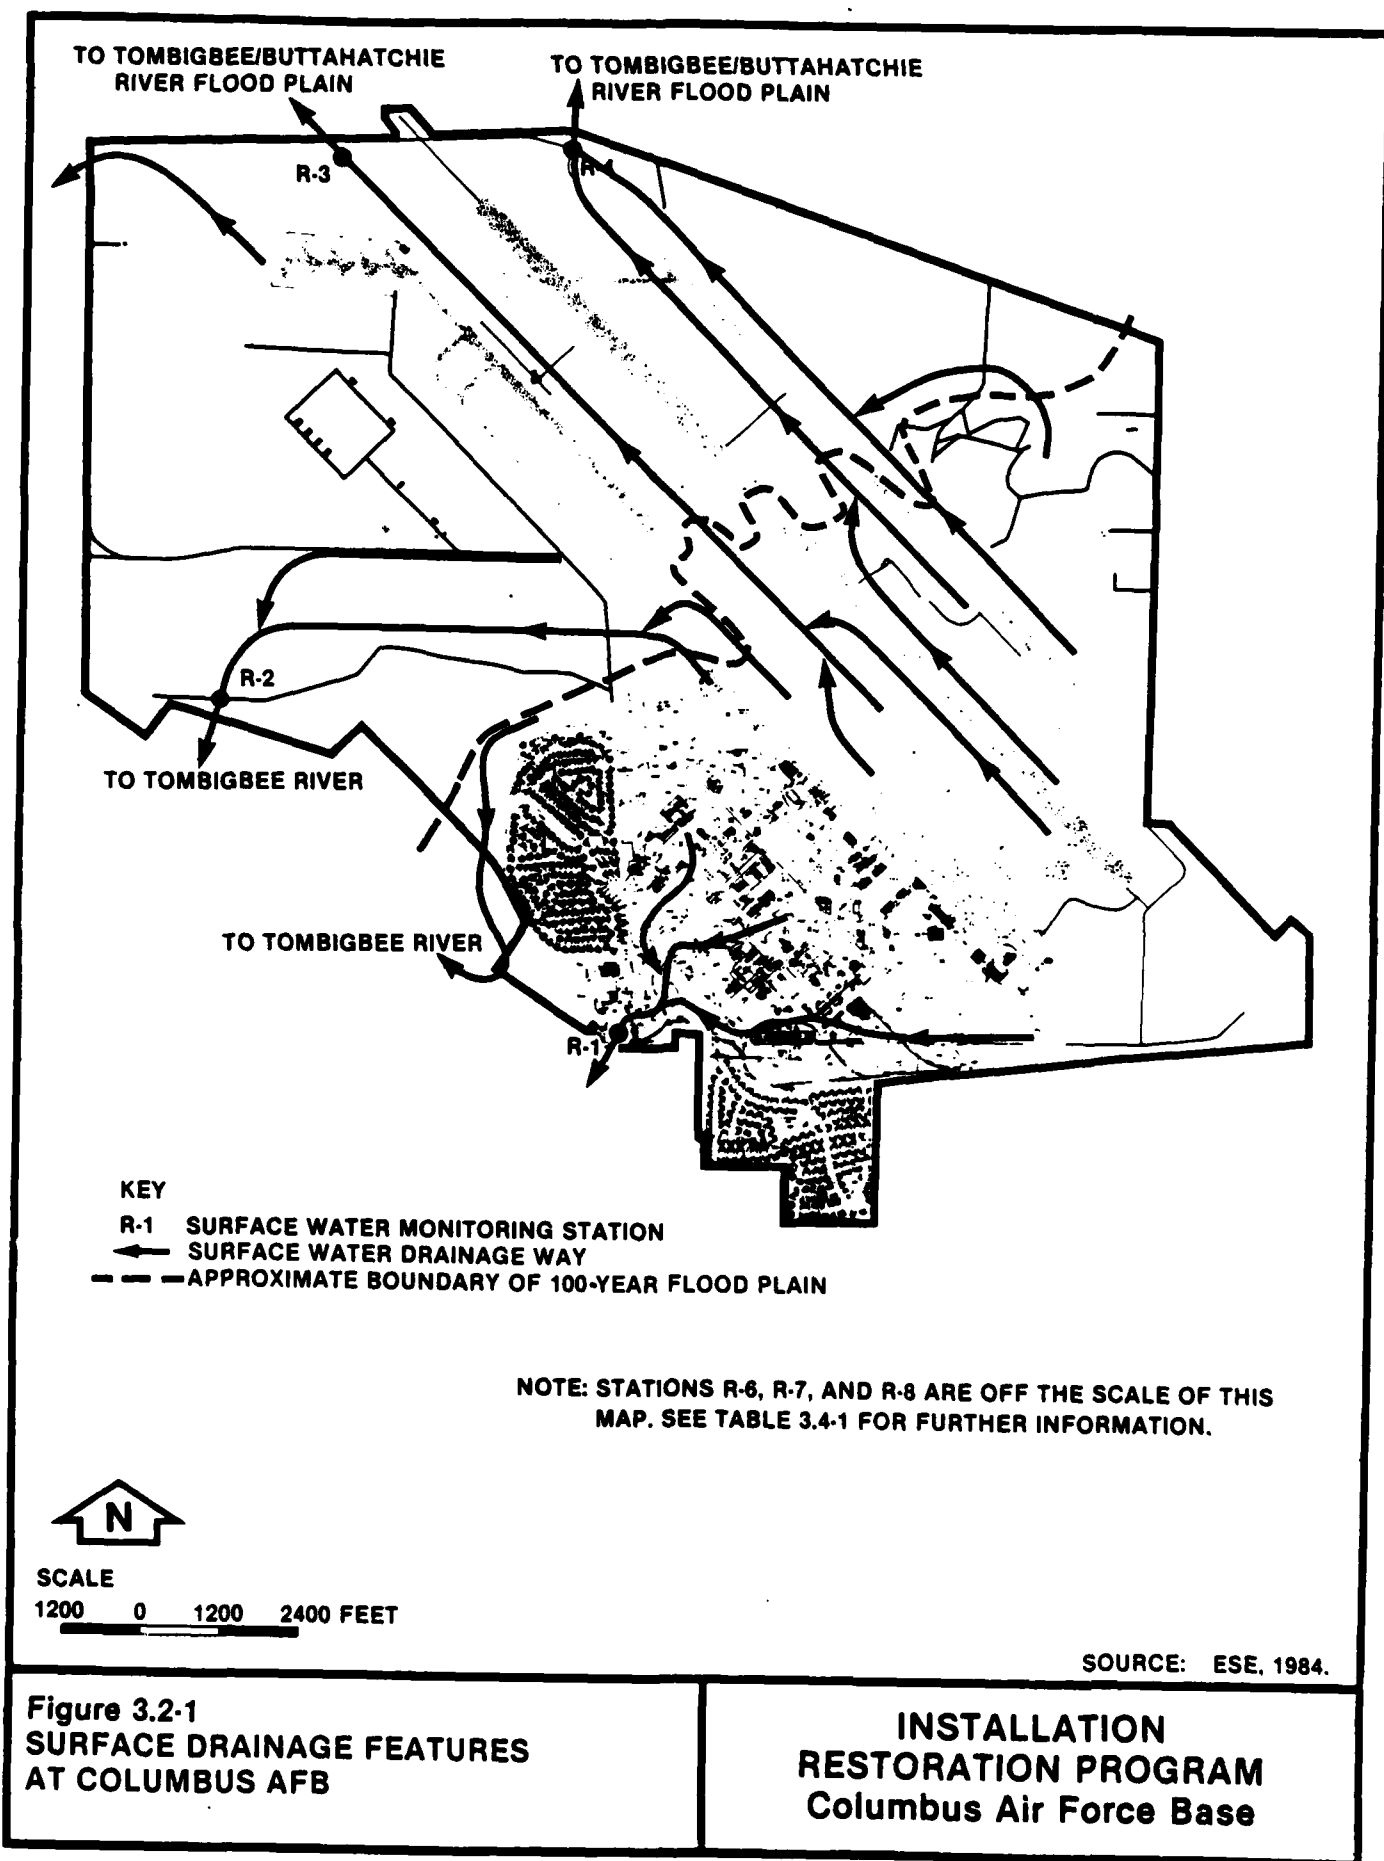 TO TOMBIGBEE/BUTTAHATCHIE
RIVER FLOOD PLAIN
TO TOMBIGBEE/BUTTAHATCHIE
RIVER FLOOD PLAIN
R-3
R-2
TO TOMBIGBEE RIVER
TO TOMBIGBEE RIVER
R-1
KEY
R-1 SURFACE WATER MONITORING STATION
SURFACE WATER DRAINAGE WAY
APPROXIMATE BOUNDARY OF 100-YEAR FLOOD PLAIN
NOTE: STATIONS R-6, R-7, AND R-8 ARE OFF THE SCALE OF THIS
MAP. SEE TABLE 3.4-1 FOR FURTHER INFORMATION.
N
SCALE
1200 0 1200 2400 FEET
SOURCE: ESE, 1984.
Figure 3.2-1
SURFACE DRAINAGE FEATURES
AT COLUMBUS AFB
INSTALLATION
RESTORATION PROGRAM
Columbus Air Force Base